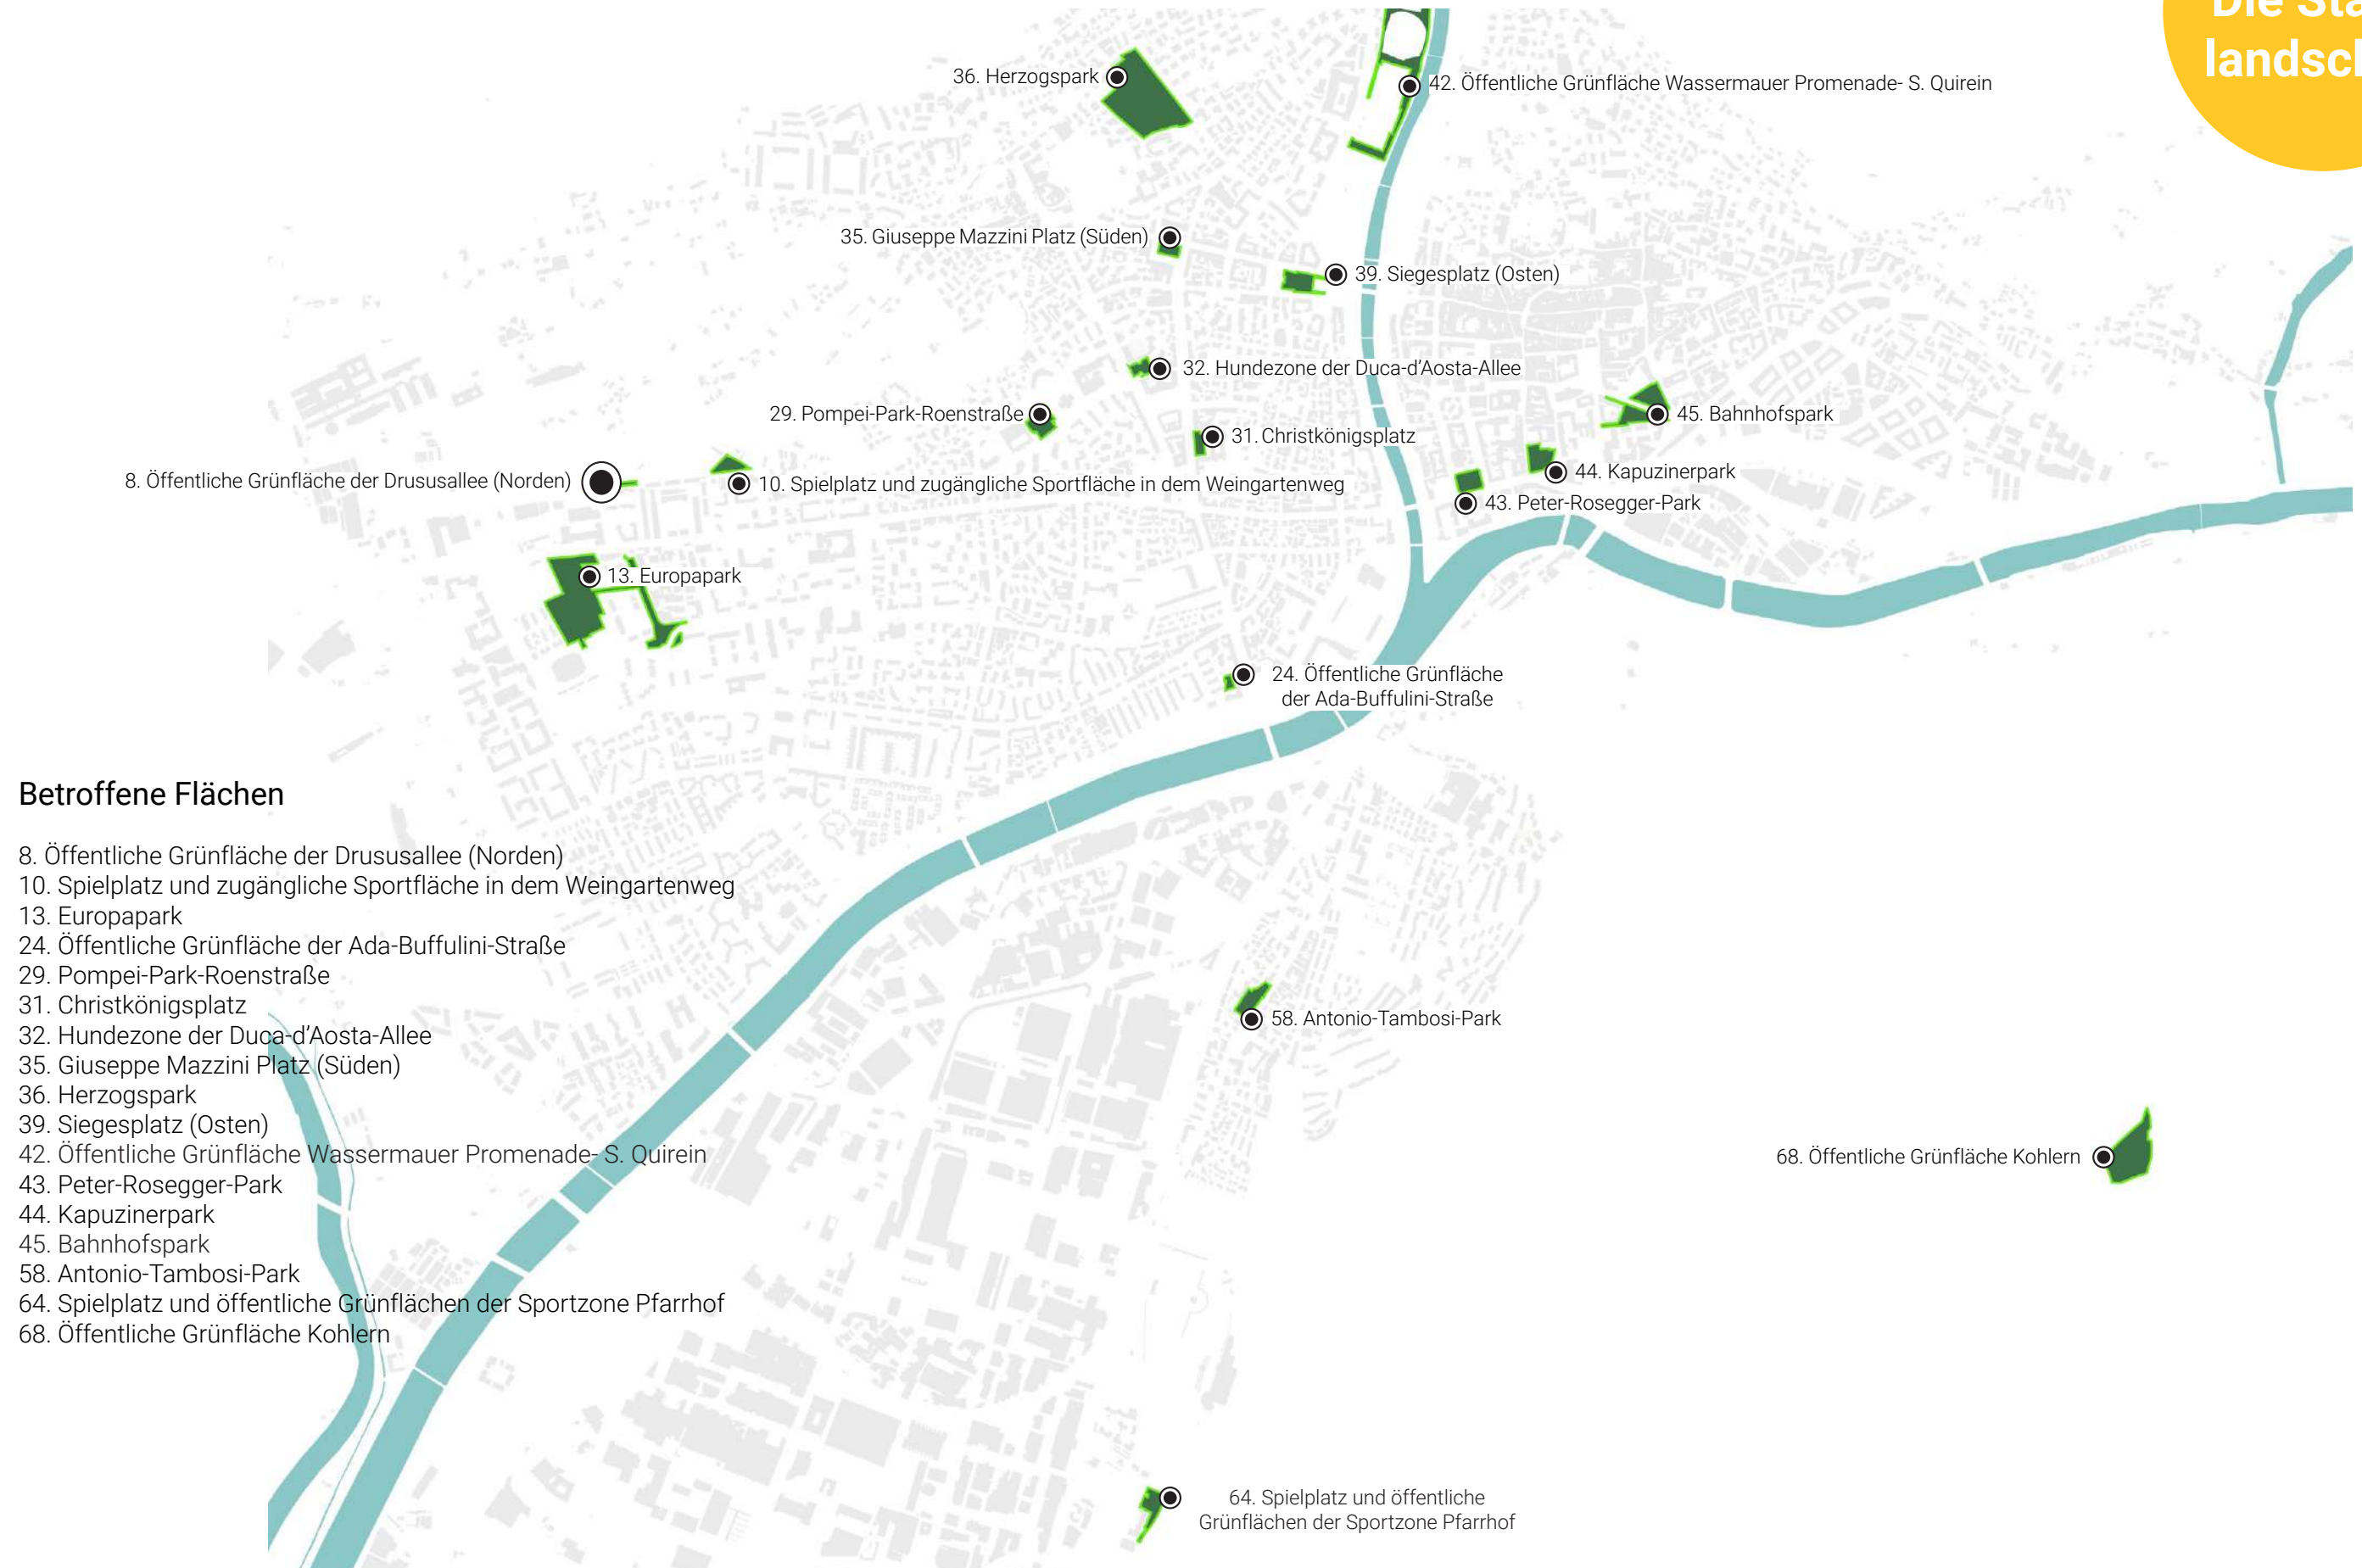 Die
landsc
36. Herzogspark
42. Öffentliche Grünfläche Wassermauer Promenade- S. Quirein
35. Giuseppe Mazzini Platz (Süden)
39. Siegesplatz (Osten)
32. Hundezone der Duca-d'Aosta-Allee
29. Pompei-Park-Roenstraße
45. Bahnhofspark
31. Christkönigsplatz
8. Öffentliche Grünfläche der Drususallee (Norden)
10. Spielplatz und zugängliche Sportfläche in dem Weingartenweg
44. Kapuzinerpark
43. Peter-Rosegger-Park
13. Europapark
24. Öffentliche Grünfläche
der Ada-Buffulini-Straße
Betroffene Flächen
8. Öffentliche Grünfläche der Drususallee (Norden)
10. Spielplatz und zugängliche Sportfläche in dem Weingartenweg
13. Europapark
24. Öffentliche Grünfläche der Ada-Buffulini-Straße
29. Pompei-Park-Roenstraße
31. Christkönigsplatz
32. Hundezone der Duca-d'Aosta-Allee
35. Giuseppe Mazzini Platz (Süden)
36. Herzogspark
39. Siegesplatz (Osten)
42. Öffentliche Grünfläche Wassermauer Promenade- S. Quirein
43. Peter-Rosegger-Park
44. Kapuzinerpark
45. Bahnhofspark
58. Antonio-Tambosi-Park
64. Spielplatz und öffentliche Grünflächen der Sportzone Pfarrhof
68. Öffentliche Grünfläche Kohlern
58. Antonio-Tambosi-Park
68. Öffentliche Grünfläche Kohlern
64. Spielplatz und öffentliche
Grünflächen der Sportzone Pfarrhof